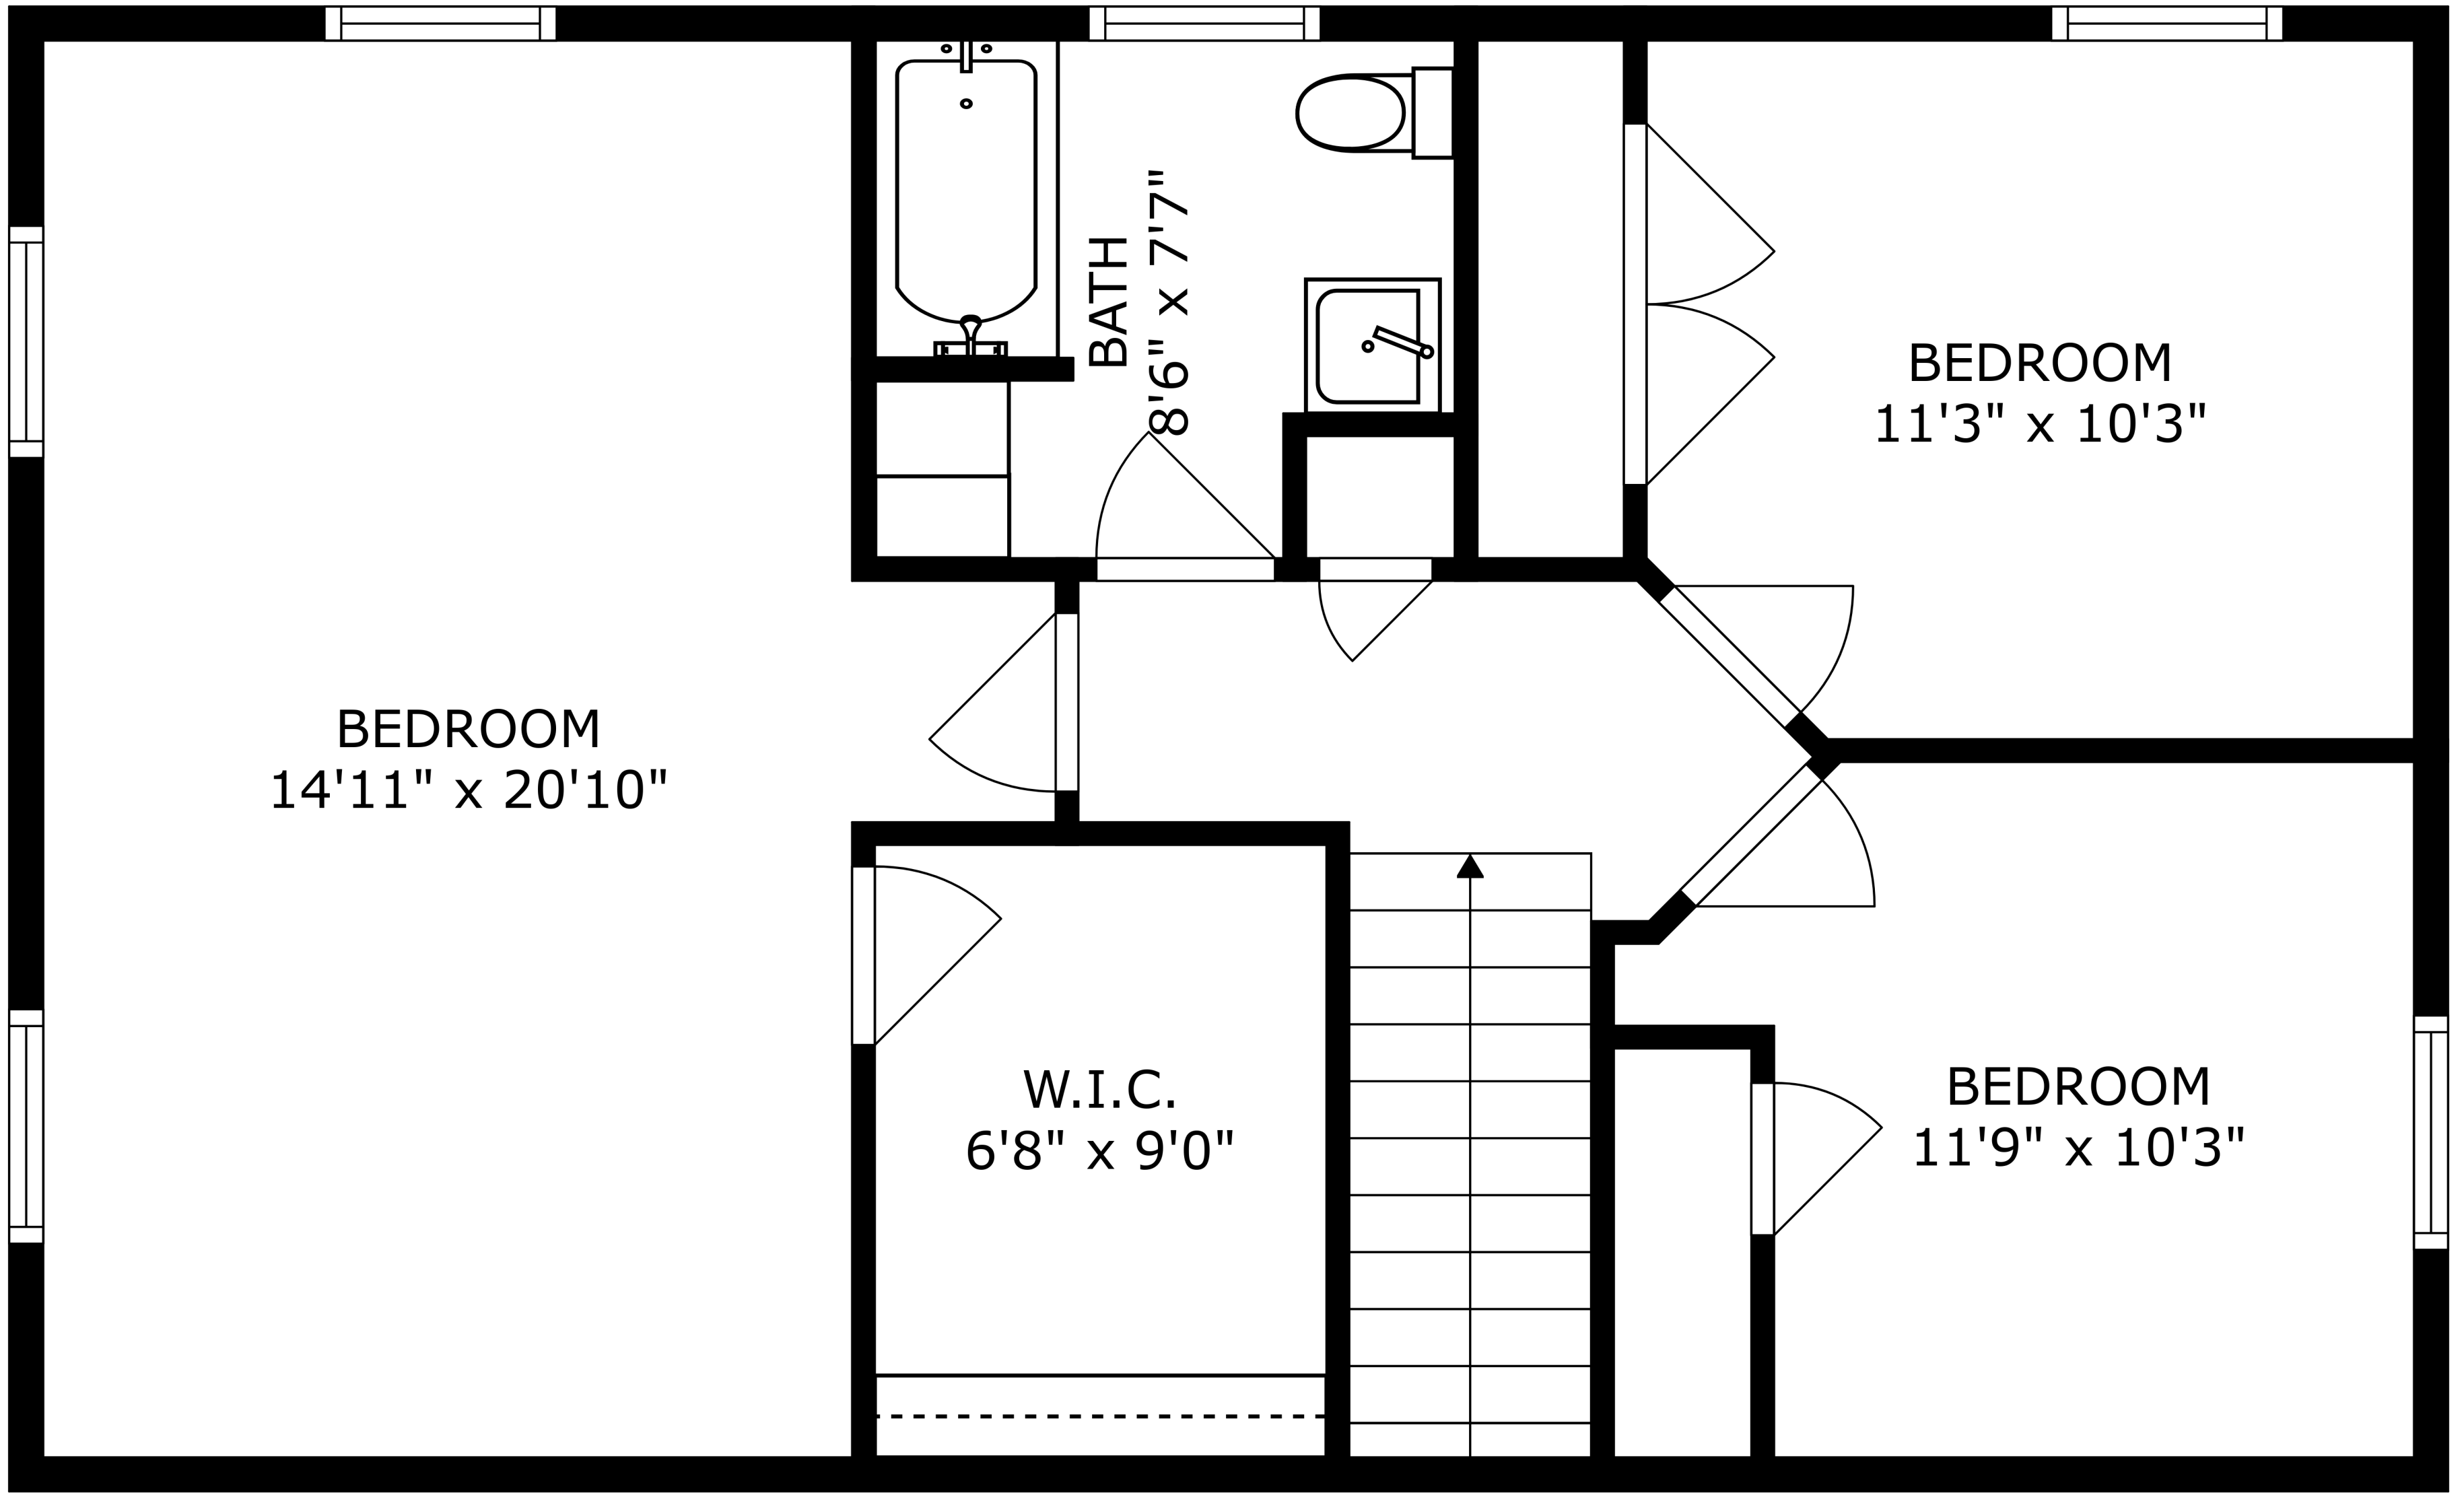 BATH
8'6" x 7'7"
BEDROOM
11'3" x 10'3"
BEDROOM
14'11" x 20'10"
W.I.C.
6'8" x 9'0"
BEDROOM
11'9" x 10'3"